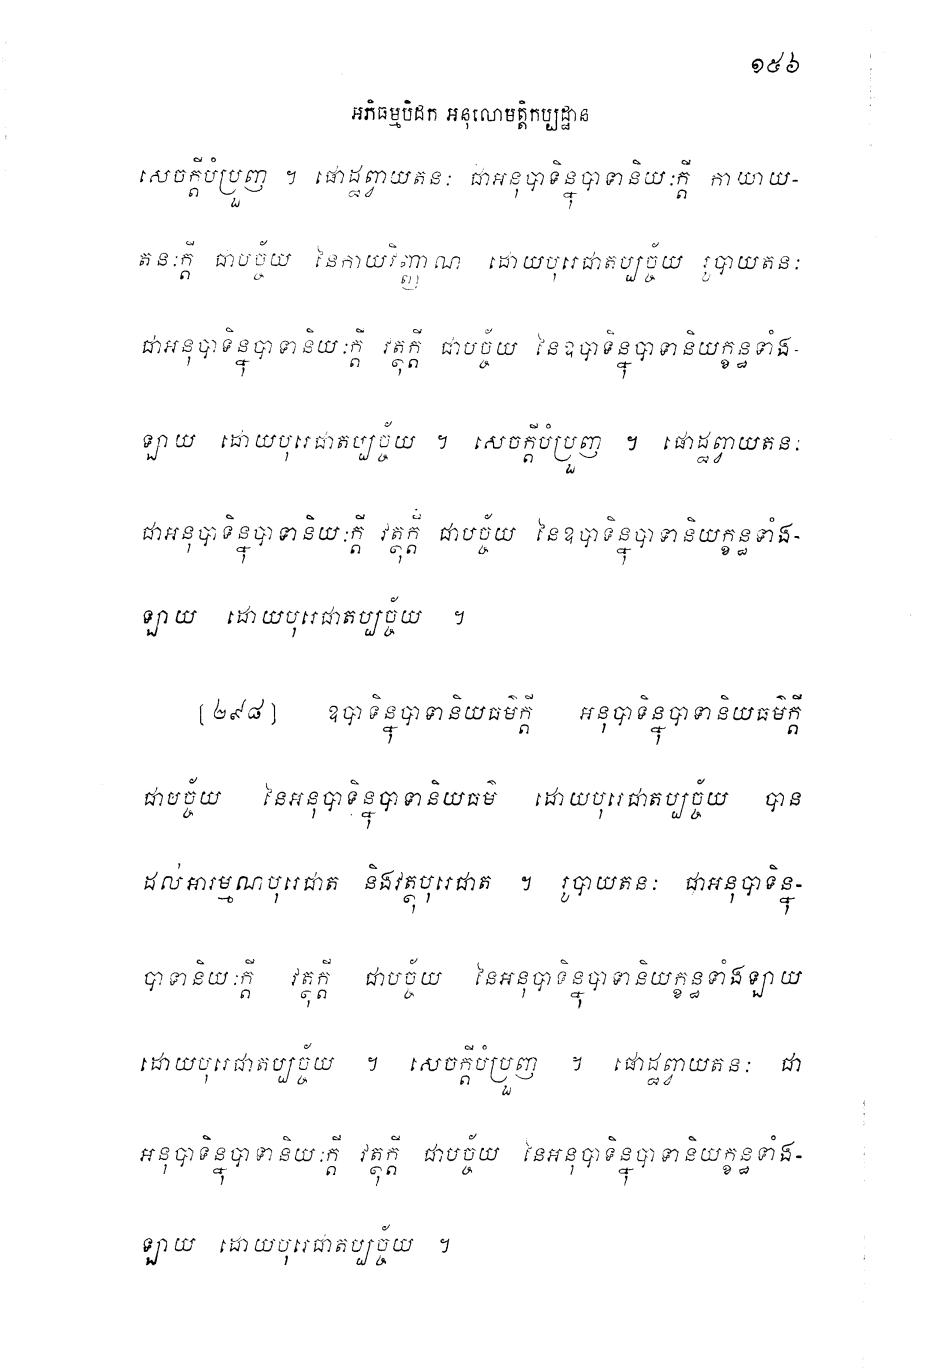 ១៥៦
អភិធម្មបិដក អនុលោមត្តិកប្បដ្ឋាន
សេចក្តីបំប្រួញ ។ ផោដ្ឋព្វាយតនៈ ជាអនុបាទិន្នុបាទានិយៈក្តី កាយាយ-
តនៈក្តី ជាបច្ច័យ នៃកាយវិញ្ញាណ ដោយបុរេជាតប្បច្ច័យ រូបាយតនៈ
ជាអនុបាទិន្នុបាទានិយៈក្តី វត្ថុក្តី ជាបច្ច័យ នៃឧបាទិន្នុបាទានិយក្ខន្ធទាំង-
ឡាយ ដោយបុរេជាតប្បច្ច័យ ។ សេចក្តីបំប្រួញ ។ ផោដ្ឋព្វាយតនៈ
ជាអនុបាទិន្នុបាទានិយៈក្តី វត្ថុក្តី ជាបច្ច័យ នៃឧបាទិន្នុបាទានិយក្ខន្ធទាំង-
ឡាយ ដោយបុរេជាតប្បច្ច័យ ។
[២៩៨] ឧបាទិន្នុបាទានិយធម៌ក្តី អនុបាទិន្នុបាទានិយធម៌ក្តី
ជាបច្ច័យ នៃអនុបាទិន្នុបាទានិយធម៌ ដោយបុរេជាតប្បច្ច័យ បាន
ដល់អារម្មណបុរេជាត និងវត្ថុប្បុរេជាត ។ រូបាយតនៈ ជាអនុបាទិន្នុ-
បាទានិយៈក្តី វត្ថុក្តី ជាបច្ច័យ នៃអនុបាទិន្នុបាទានិយក្ខន្ធទាំងឡាយ
ដោយបុរេជាតប្បច្ច័យ ។ សេចក្តីបំប្រួញ ។ ផោដ្ឋព្វាយតនៈ ជា
អនុបាទិន្នុបាទានិយៈក្តី វត្ថុក្តី ជាបច្ច័យ នៃអនុបាទិន្នុបាទានិយក្ខន្ធទាំង-
ឡាយ ដោយបុរេជាតប្បច្ច័យ ។